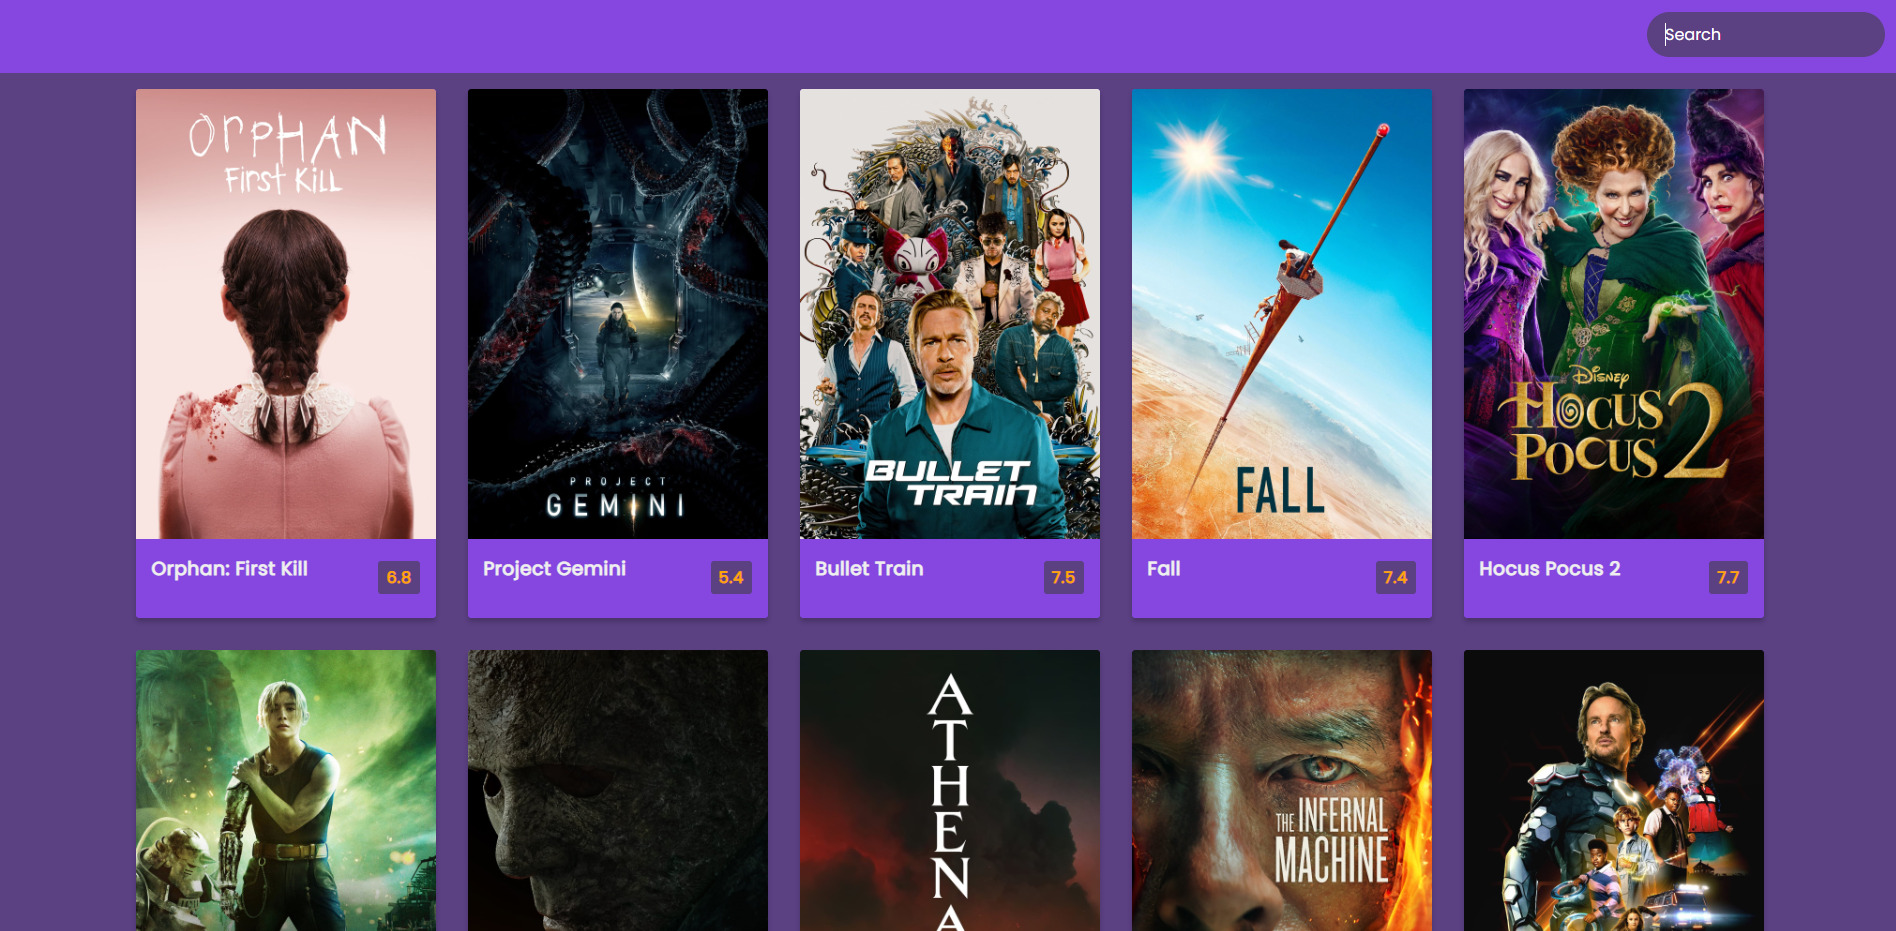 Search
ORPHAN
First Kill
PROJECT
GEMINI
BULLET
TRAIN
FALL
Disney
HOCUS
POCUS 2
Orphan: First Kill
6.8
Project Gemini
5.4
Bullet Train
7.5
Fall
7.4
Hocus Pocus 2
7.7
ATHENA
THE INFERNAL
MACHINE